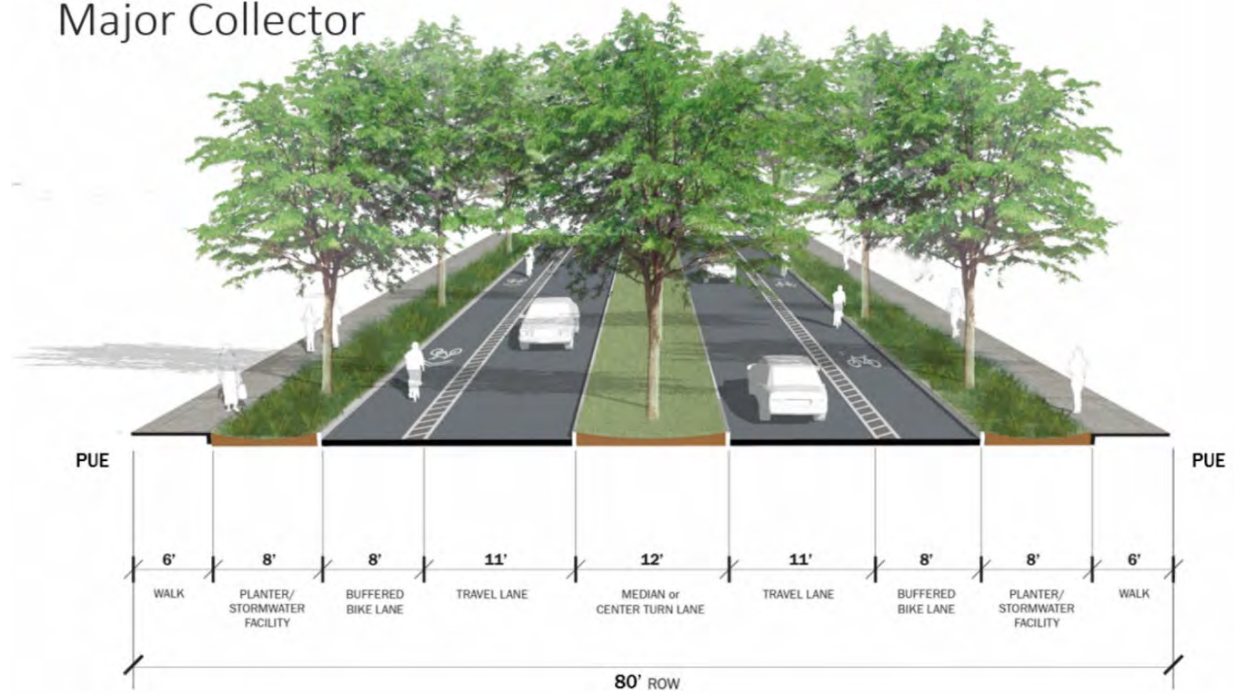 Major Collector
PUE
PUE
6'
8'
8'
11'
12'
11'
8'
8'
6'
WALK
PLANTER/
STORMWATER
FACILITY
BUFFERED
BIKE LANE
TRAVEL LANE
MEDIAN or
CENTER TURN LANE
TRAVEL LANE
BUFFERED
BIKE LANE
PLANTER/
STORMWATER
FACILITY
WALK
80' ROW